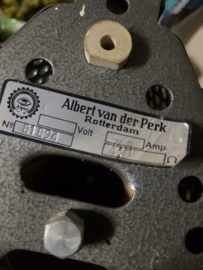 Albert van der Perk
Rotterdam
Nº Volt Amp.
Ω